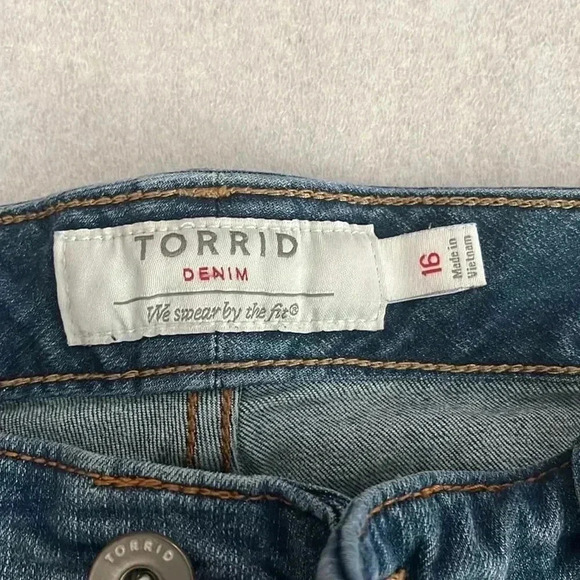 TORRID
DENIM
We swear by the fit®
16
Made in
Vietnam
TORRID